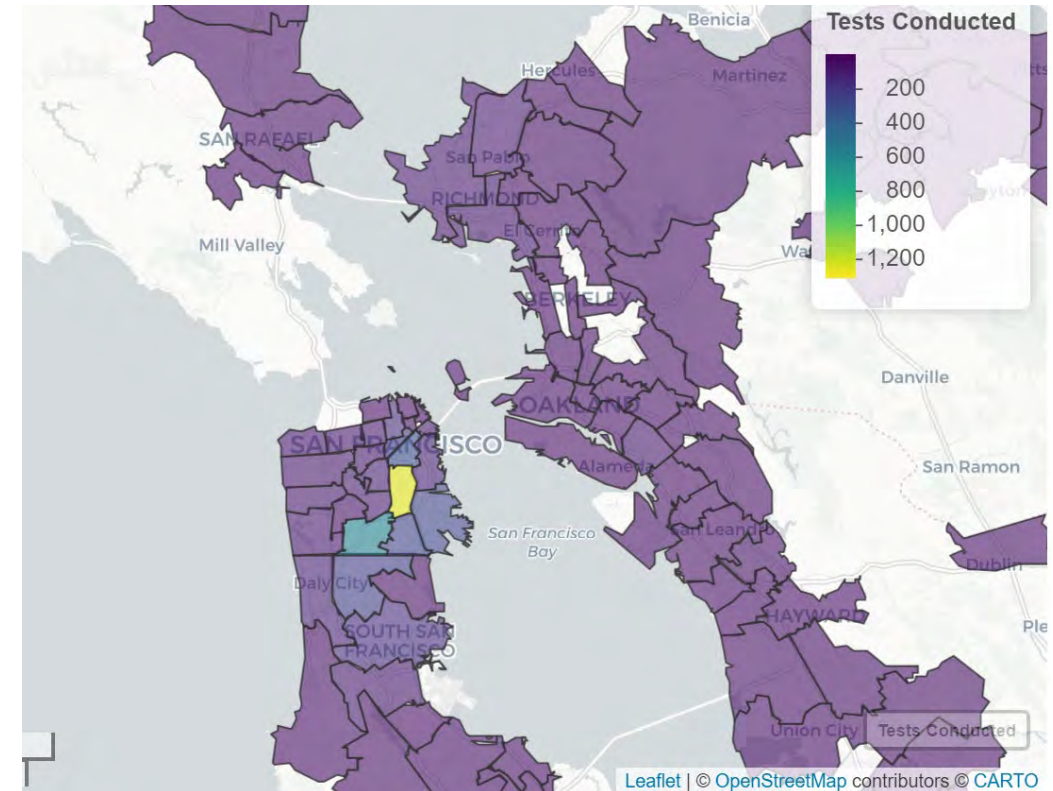 Benicia
Tests Conducted
Hercules
Martinez
200
400
600
800
1,000
1,200
SAN RAFAEL
San Pablo
RICHMOND
El Cerrito
Mill Valley
BERKELEY
Danville
OAKLAND
SAN FRANCISCO
Alameda
San Ramon
San Francisco
Bay
San Leandro
Dublin
Daly City
HAYWARD
SOUTH SAN
FRANCISCO
Ple
Union City
Tests Conducted
Leaflet | © OpenStreetMap contributors © CARTO